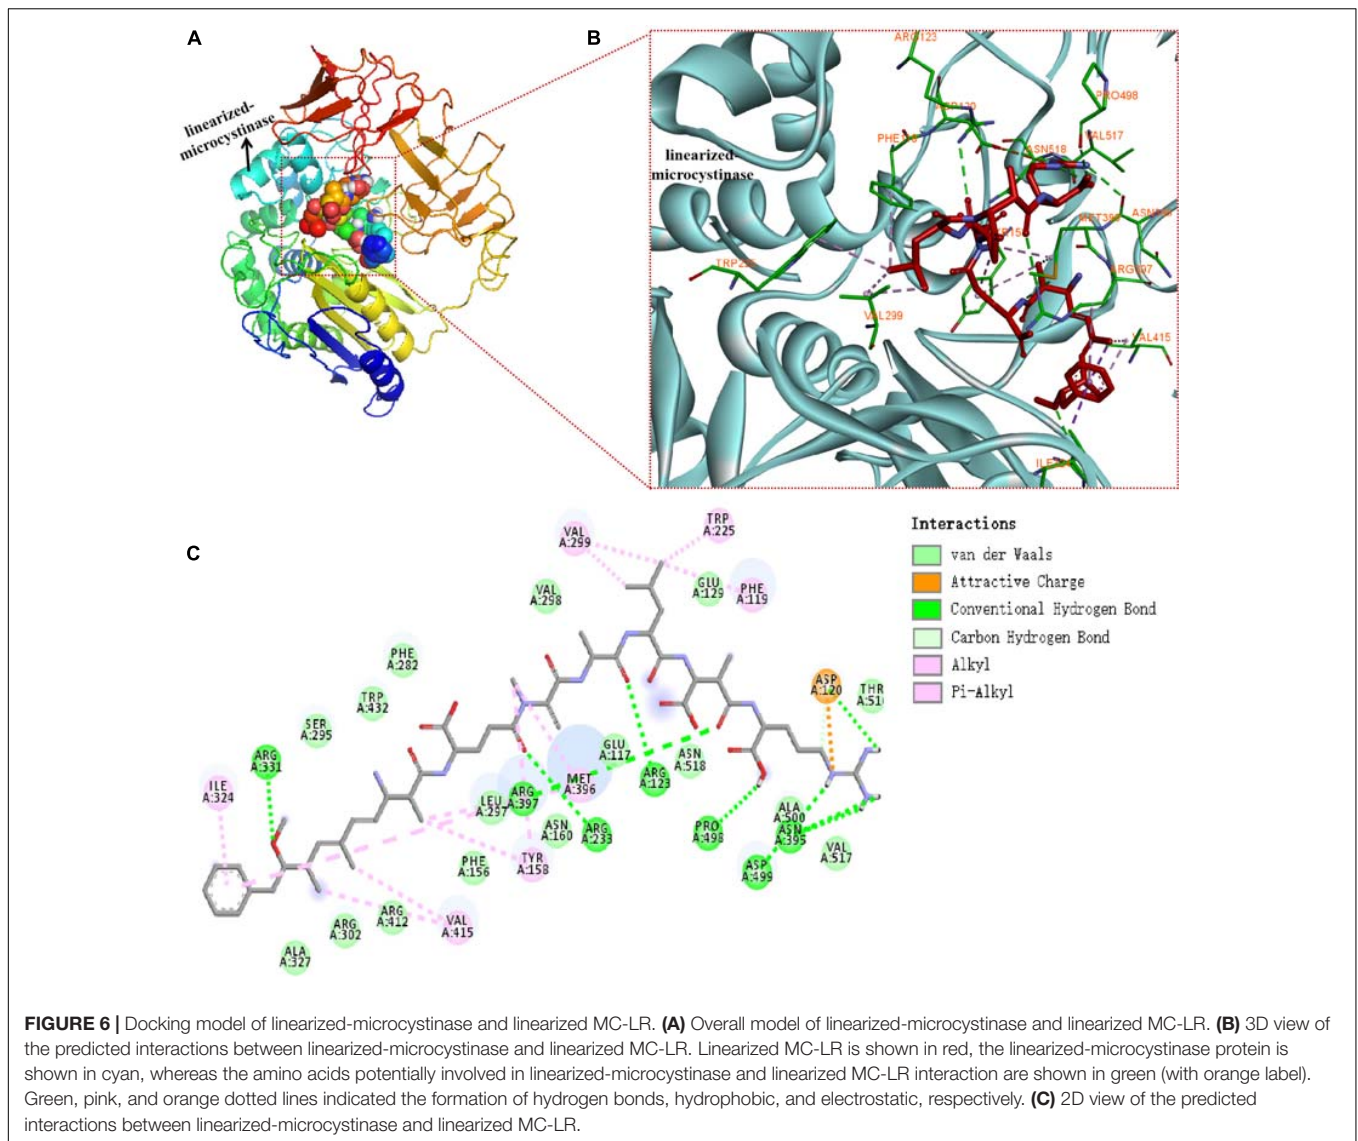 A
linearized-
microcystinase
B
ARG123
PRO498
VAL517
ASN518
linearized-
microcystinase
VAL299
VAL415
C
VAL
A:299
TRP
A:225
VAL
A:298
GLU
A:129
PHE
A:119
PHE
A:282
TRP
A:432
SER
A:295
ARG
A:331
ILE
A:324
ASP
A:120
THR
GLU
A:117
ASN
A:518
ARG
A:123
MET
A:396
LEU
A:297
ARG
A:397
ASN
A:160
ARG
A:233
PRO
A:498
ALA
A:500
ASN
A:395
VAL
A:517
ASP
A:499
PHE
A:156
TYR
A:158
ARG
A:412
ARG
A:302
VAL
A:415
ALA
A:327
Interactions
van der Waals
Attractive Charge
Conventional Hydrogen Bond
Carbon Hydrogen Bond
Alkyl
Pi-Alkyl
FIGURE 6 | Docking model of linearized-microcystinase and linearized MC-LR. (A) Overall model of linearized-microcystinase and linearized MC-LR. (B) 3D view of
the predicted interactions between linearized-microcystinase and linearized MC-LR. Linearized MC-LR is shown in red, the linearized-microcystinase protein is
shown in cyan, whereas the amino acids potentially involved in linearized-microcystinase and linearized MC-LR interaction are shown in green (with orange label).
Green, pink, and orange dotted lines indicated the formation of hydrogen bonds, hydrophobic, and electrostatic, respectively. (C) 2D view of the predicted
interactions between linearized-microcystinase and linearized MC-LR.